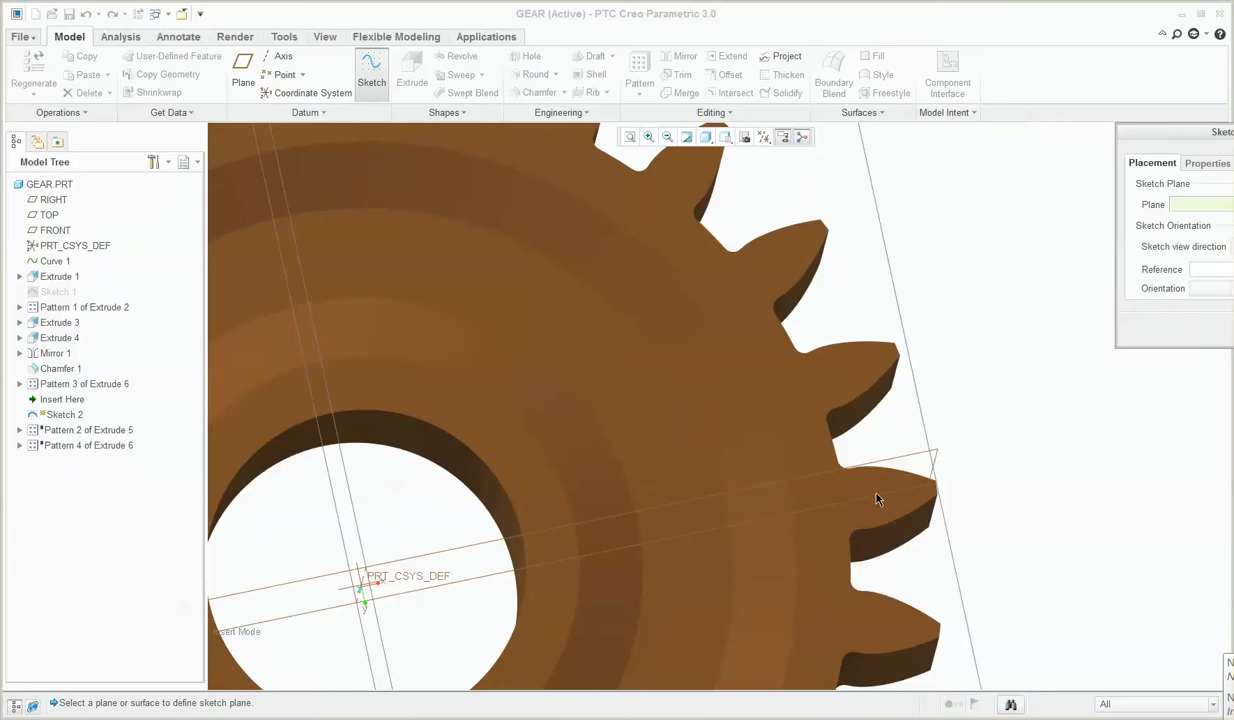 GEAR (Active) - PTC Creo Parametric 3.0
File Model Analysis Annotate Render Tools View Flexible Modeling Applications
Regenerate
Copy
Paste
Delete
User-Defined Feature
Copy Geometry
Shrinkwrap
Plane
Axis
Point
Coordinate System
Sketch
Extrude
Revolve
Sweep
Swept Blend
Hole
Round
Chamfer
Draft
Shell
Rib
Pattern
Mirror
Trim
Merge
Extend
Offset
Intersect
Project
Thicken
Solidify
Boundary Blend
Fill
Style
Freestyle
Component Interface
Operations Get Data Datum Shapes Engineering Editing Surfaces Model Intent
Model Tree
GEAR.PRT
RIGHT
TOP
FRONT
PRT_CSYS_DEF
Curve 1
Extrude 1
Sketch 1
Pattern 1 of Extrude 2
Extrude 3
Extrude 4
Mirror 1
Chamfer 1
Pattern 3 of Extrude 6
Insert Here
Sketch 2
Pattern 2 of Extrude 5
Pattern 4 of Extrude 6
PRT_CSYS_DEF
x
y
Insert Mode
Sketc
Placement Properties
Sketch Plane
Plane
Sketch Orientation
Sketch view direction
Reference
Orientation
Select a plane or surface to define sketch plane.
All